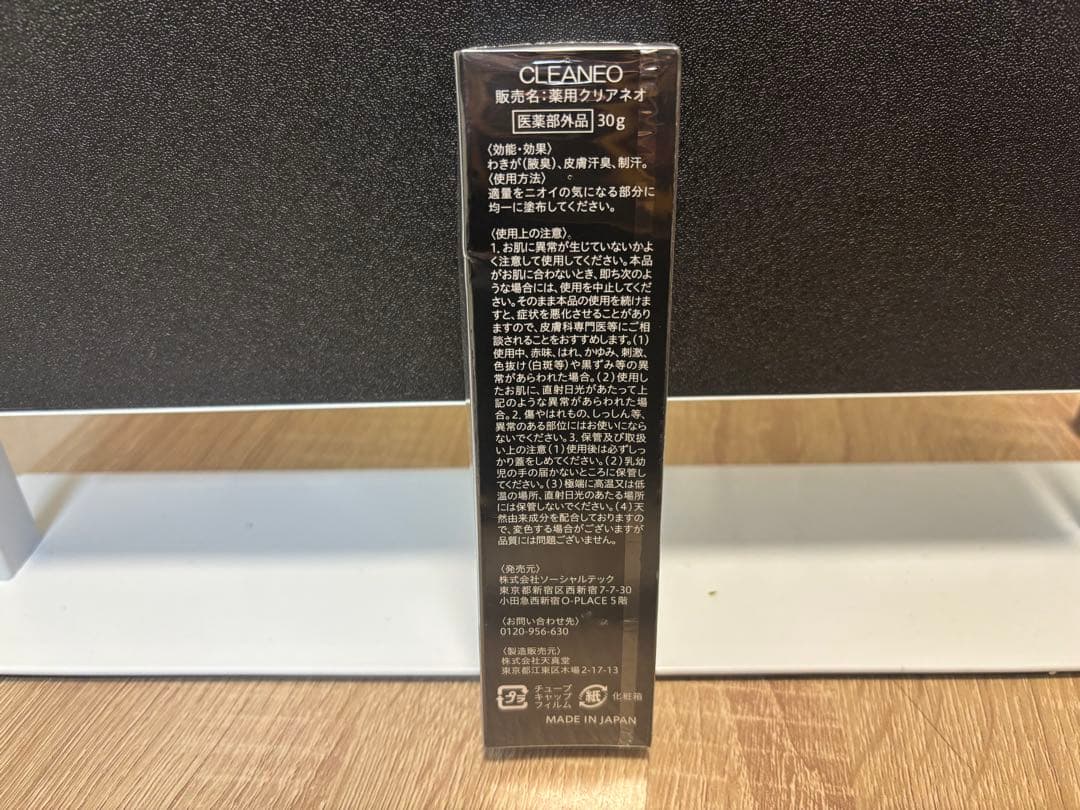 CLEANEO
販売名：薬用クリアネオ
医薬部外品 30g
〈効能・効果〉
わきが（腋臭）、皮膚汗臭、制汗。
〈使用方法〉
適量をニオイの気になる部分に
均一に塗布してください。
〈使用上の注意〉
1. お肌に異常が生じていないかよ
く注意して使用してください。本品
がお肌に合わないとき、即ち次のよ
うな場合には、使用を中止してくだ
さい。そのまま本品の使用を続けま
すと、症状を悪化させることがあり
ますので、皮膚科専門医等にご相
談されることをおすすめします。（1）
使用中、赤味、はれ、かゆみ、刺激、
色抜け（白斑等）や黒ずみ等の異
常があらわれた場合。（2）使用し
たお肌に、直射日光があたって上
記のような異常があらわれた場
合。2. 傷やはれもの、しっしん等、
異常のある部位にはお使いになら
ないでください。3. 保管及び取扱
い上の注意（1）使用後は必ずしっ
かり蓋をしめてください。（2）乳幼
児の手の届かないところに保管し
てください。（3）極端に高温又は低
温の場所、直射日光のあたる場所
には保管しないでください。（4）天
然由来成分を配合しておりますの
で、変色する場合がございますが
品質には問題ございません。
〈発売元〉
株式会社ソーシャルテック
東京都新宿区西新宿7-7-30
小田急西新宿O-PLACE 5階
〈お問い合わせ先〉
0120-956-630
〈製造販売元〉
株式会社天真堂
東京都江東区木場2-17-13
プラ チューブ
キャップ
フィルム
紙 化粧箱
MADE IN JAPAN